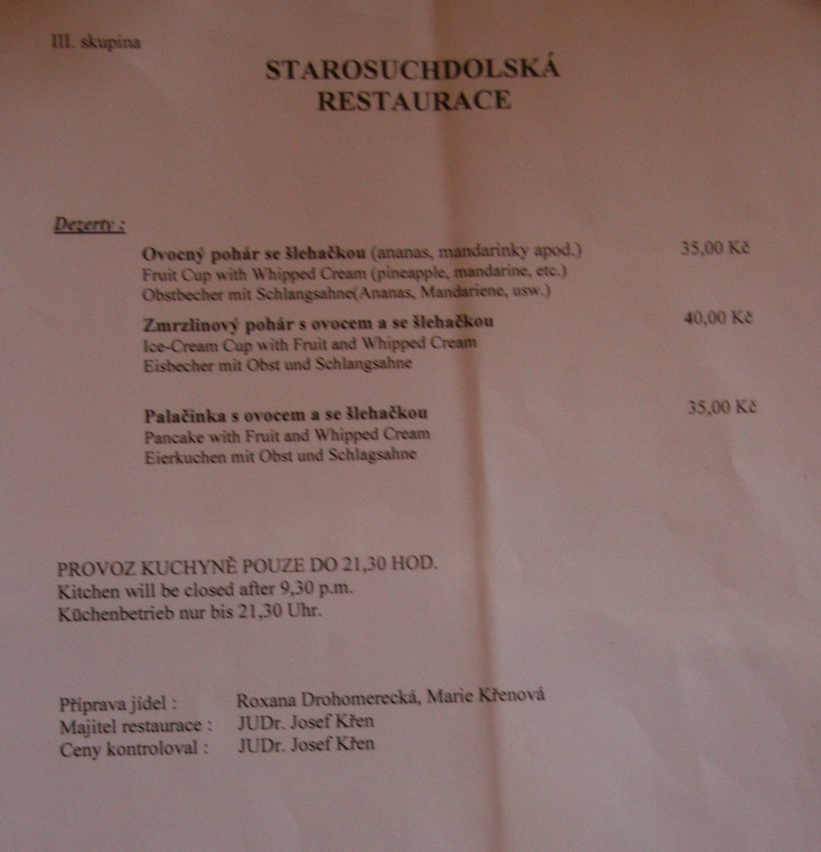 III. skupina
STAROSUCHDOLSKÁ
RESTAURACE
Dezerty :
Ovocný pohár se šlehačkou (ananas, mandarinky apod.) 35,00 Kč
Fruit Cup with Whipped Cream (pineapple, mandarine, etc.)
Obstbecher mit Schlangsahne(Ananas, Mandariene, usw.)
Zmrzlinový pohár s ovocem a se šlehačkou 40,00 Kč
Ice-Cream Cup with Fruit and Whipped Cream
Eisbecher mit Obst und Schlangsahne
Palačinka s ovocem a se šlehačkou 35,00 Kč
Pancake with Fruit and Whipped Cream
Eierkuchen mit Obst und Schlagsahne
PROVOZ KUCHYNĚ POUZE DO 21,30 HOD.
Kitchen will be closed after 9,30 p.m.
Küchenbetrieb nur bis 21,30 Uhr.
Příprava jídel : Roxana Drohomerecká, Marie Křenová
Majitel restaurace : JUDr. Josef Křen
Ceny kontroloval : JUDr. Josef Křen